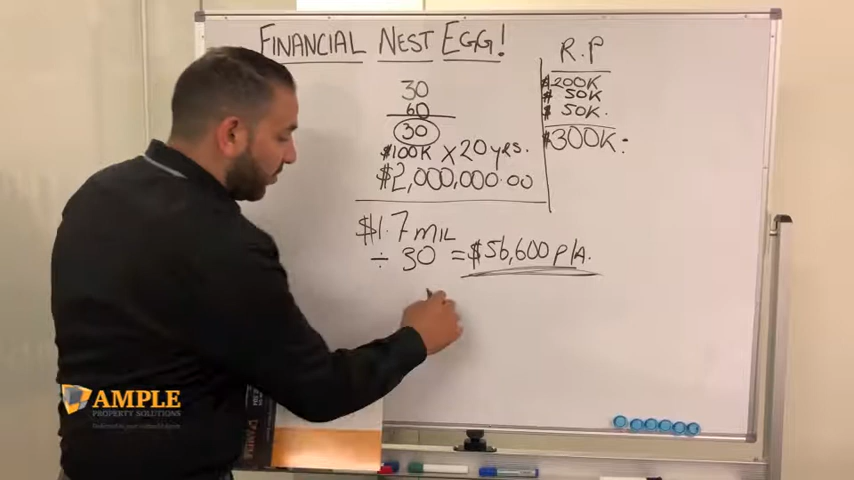 FINANCIAL NEST EGG!
30
60
30
$100K X 20 yrs.
$2,000,000.00
R.P
$200K
$ 50K
$ 50K.
$300K:
$1.7 MIL
÷ 30 = $56,600 P/A.
AMPLE
PROPERTY SOLUTIONS